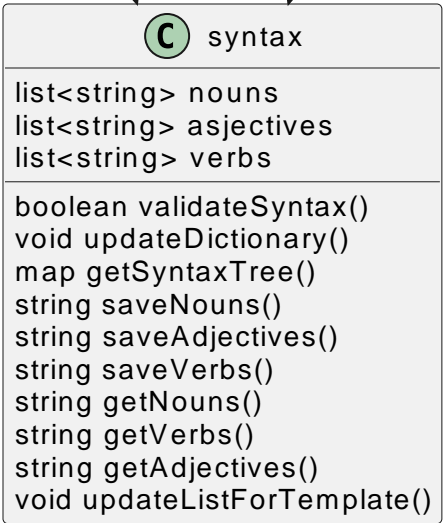 C syntax
list<string> nouns
list<string> asjectives
list<string> verbs
boolean validateSyntax()
void updateDictionary()
map getSyntaxTree()
string saveNouns()
string saveAdjectives()
string saveVerbs()
string getNouns()
string getVerbs()
string getAdjectives()
void updateListForTemplate()